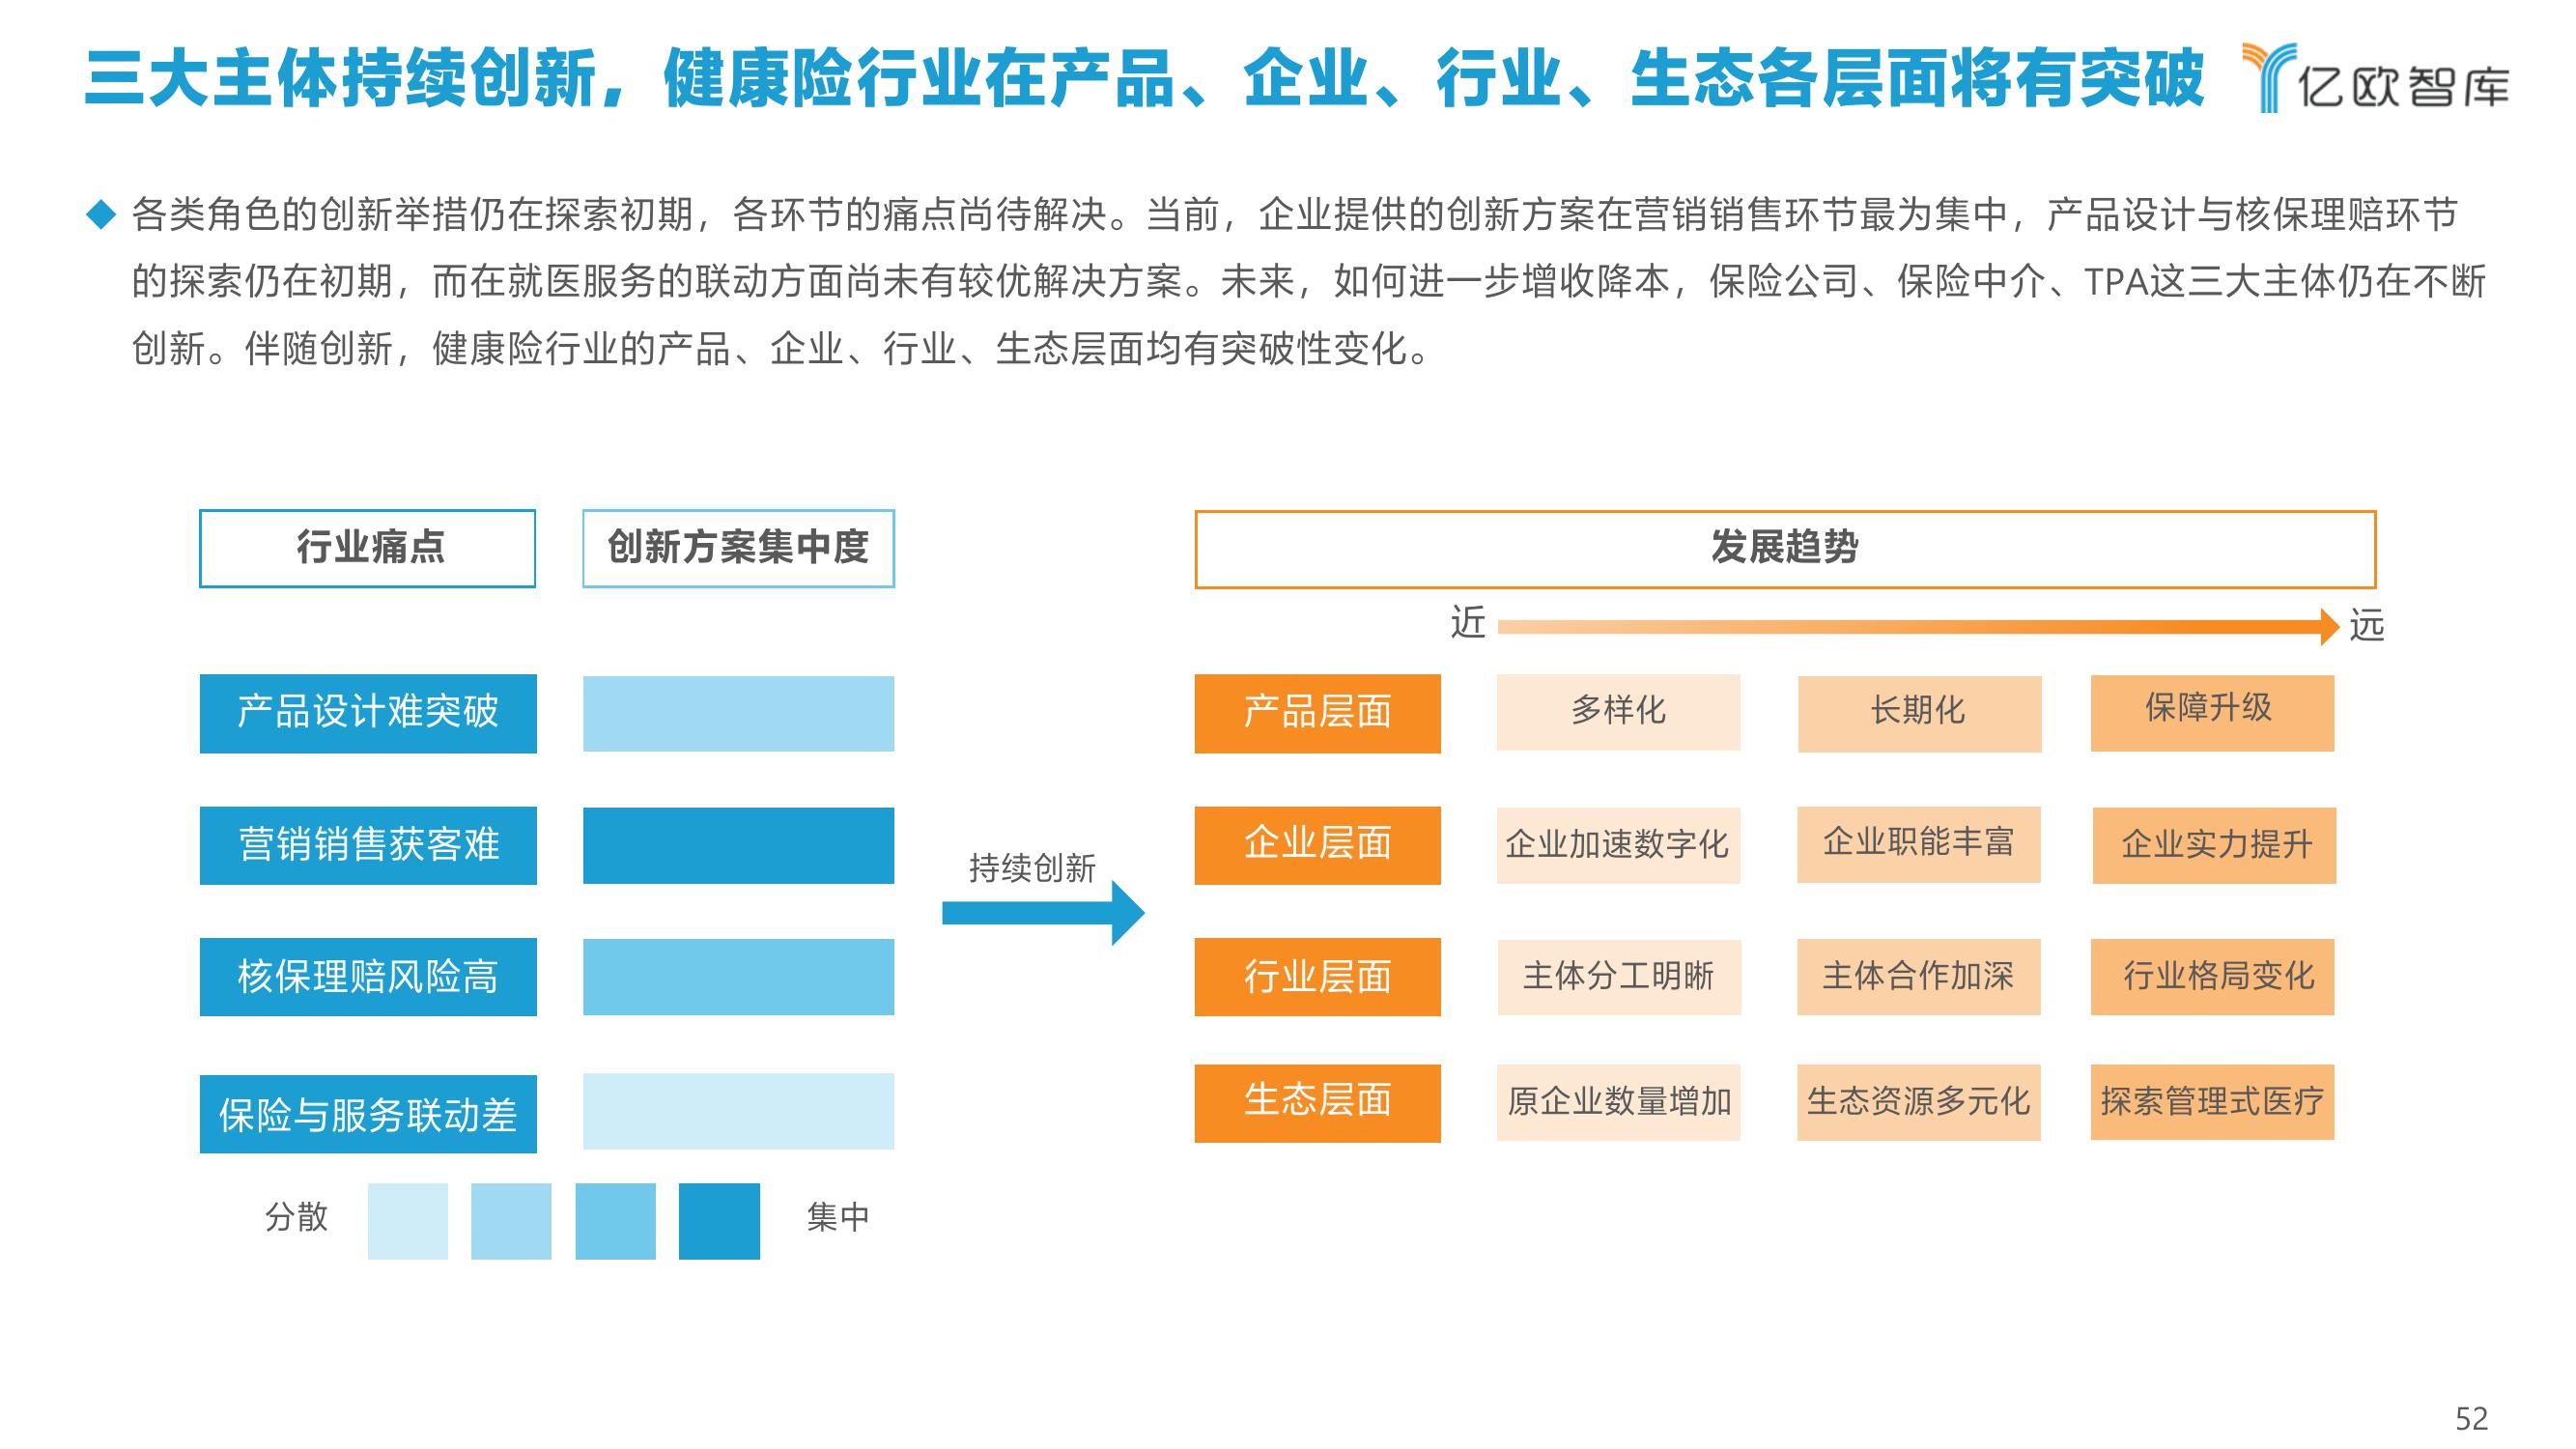 三大主体持续创新，健康险行业在产品、企业、行业、生态各层面将有突破
亿欧智库
各类角色的创新举措仍在探索初期，各环节的痛点尚待解决。当前，企业提供的创新方案在营销销售环节最为集中，产品设计与核保理赔环节
的探索仍在初期，而在就医服务的联动方面尚未有较优解决方案。未来，如何进一步增收降本，保险公司、保险中介、TPA这三大主体仍在不断
创新。伴随创新，健康险行业的产品、企业、行业、生态层面均有突破性变化。
行业痛点
创新方案集中度
产品设计难突破
营销销售获客难
核保理赔风险高
保险与服务联动差
分散
集中
持续创新
发展趋势
近
远
产品层面
多样化
长期化
保障升级
企业层面
企业加速数字化
企业职能丰富
企业实力提升
行业层面
主体分工明晰
主体合作加深
行业格局变化
生态层面
原企业数量增加
生态资源多元化
探索管理式医疗
52